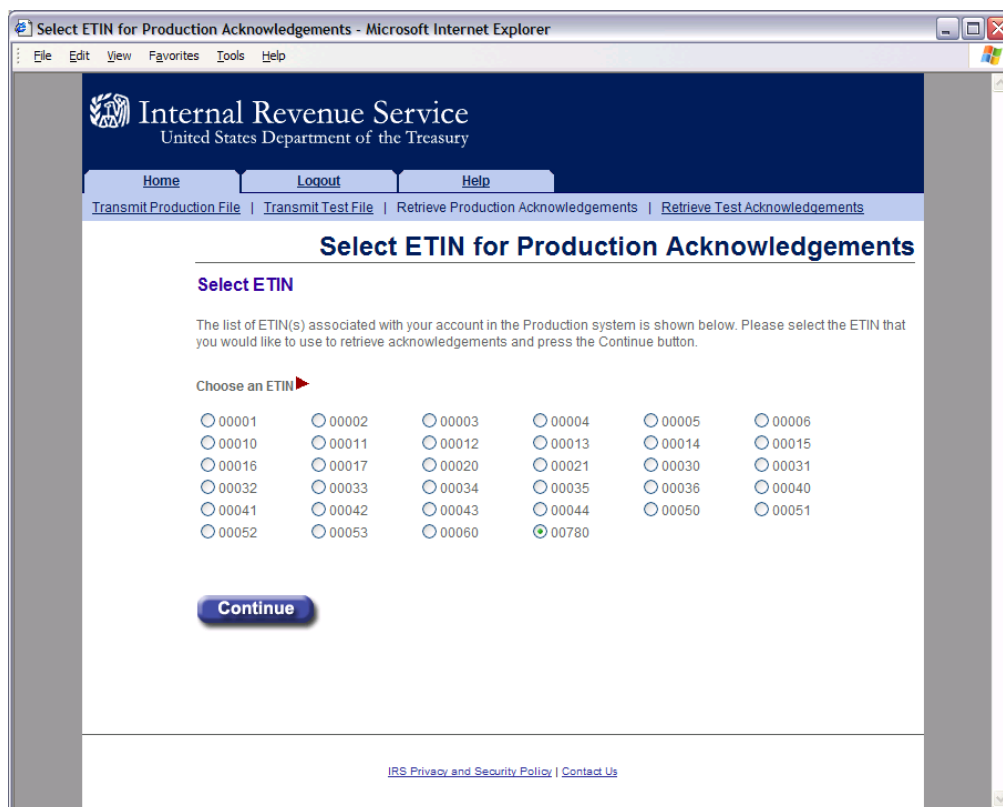 Select ETIN for Production Acknowledgements - Microsoft Internet Explorer
File Edit View Favorites Tools Help
Internal Revenue Service
United States Department of the Treasury
Home Logout Help
Transmit Production File | Transmit Test File | Retrieve Production Acknowledgements | Retrieve Test Acknowledgements
Select ETIN for Production Acknowledgements
Select ETIN
The list of ETIN(s) associated with your account in the Production system is shown below. Please select the ETIN that
you would like to use to retrieve acknowledgements and press the Continue button.
Choose an ETIN
00001 00002 00003 00004 00005 00006
00010 00011 00012 00013 00014 00015
00016 00017 00020 00021 00030 00031
00032 00033 00034 00035 00036 00040
00041 00042 00043 00044 00050 00051
00052 00053 00060 00780
Continue
IRS Privacy and Security Policy | Contact Us